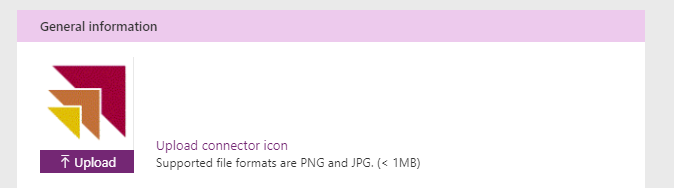 General information
Upload
Upload connector icon
Supported file formats are PNG and JPG. (< 1MB)